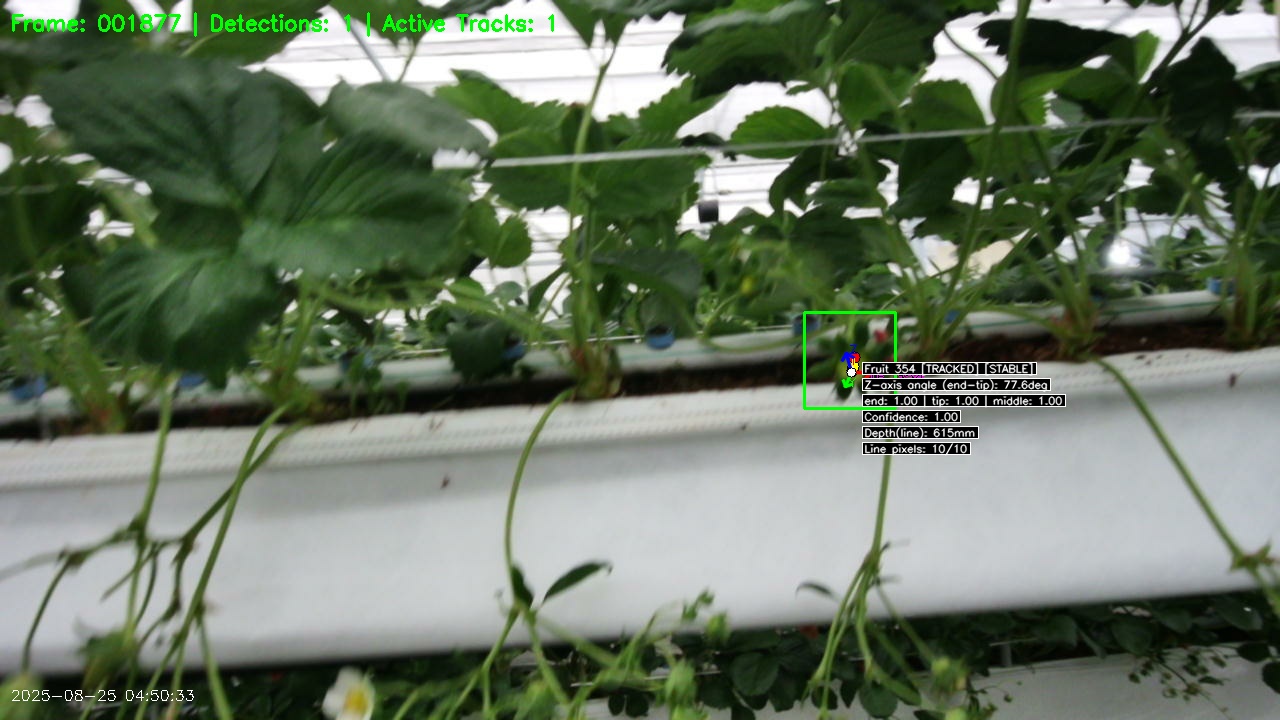 Frame: 001877 | Detections: 1 | Active Tracks: 1
Fruit 354 [TRACKED] [STABLE]
Z-axis angle (end-tip): 77.6deg
end: 1.00 | tip: 1.00 | middle: 1.00
Confidence: 1.00
Depth(line): 615mm
Line pixels: 10/10
2025-08-25 04:50:33